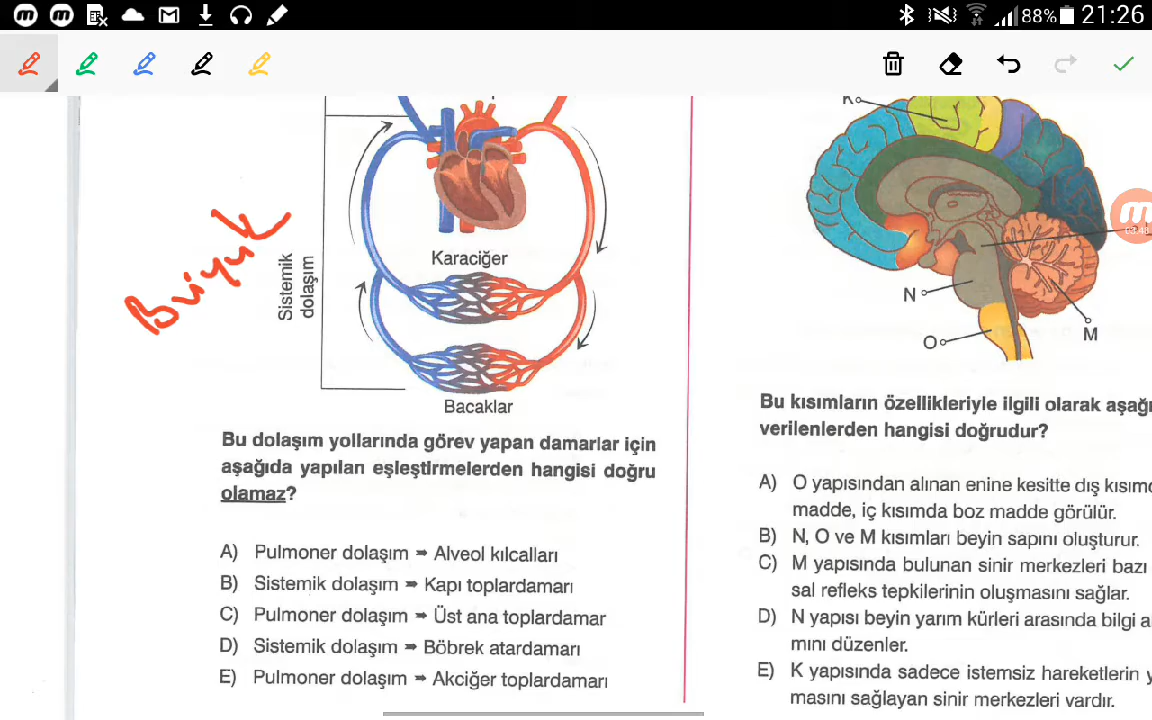 88% 21:26
Büyük
Sistemik
dolaşım
Karaciğer
Bacaklar
Bu dolaşım yollarında görev yapan damarlar için
aşağıda yapılan eşleştirmelerden hangisi doğru
olamaz?
A) Pulmoner dolaşım ➡ Alveol kılcalları
B) Sistemik dolaşım ➡ Kapı toplardamarı
C) Pulmoner dolaşım ➡ Üst ana toplardamar
D) Sistemik dolaşım ➡ Böbrek atardamarı
E) Pulmoner dolaşım ➡ Akciğer toplardamarı
K
N
O
M
03:48
Bu kısımların özellikleriyle ilgili olarak aşağı
verilenlerden hangisi doğrudur?
A) O yapısından alınan enine kesitte dış kısımd
madde, iç kısımda boz madde görülür.
B) N, O ve M kısımları beyin sapını oluşturur.
C) M yapısında bulunan sinir merkezleri bazı
sal refleks tepkilerinin oluşmasını sağlar.
D) N yapısı beyin yarım kürleri arasında bilgi a
mını düzenler.
E) K yapısında sadece istemsiz hareketlerin y
masını sağlayan sinir merkezleri vardır.